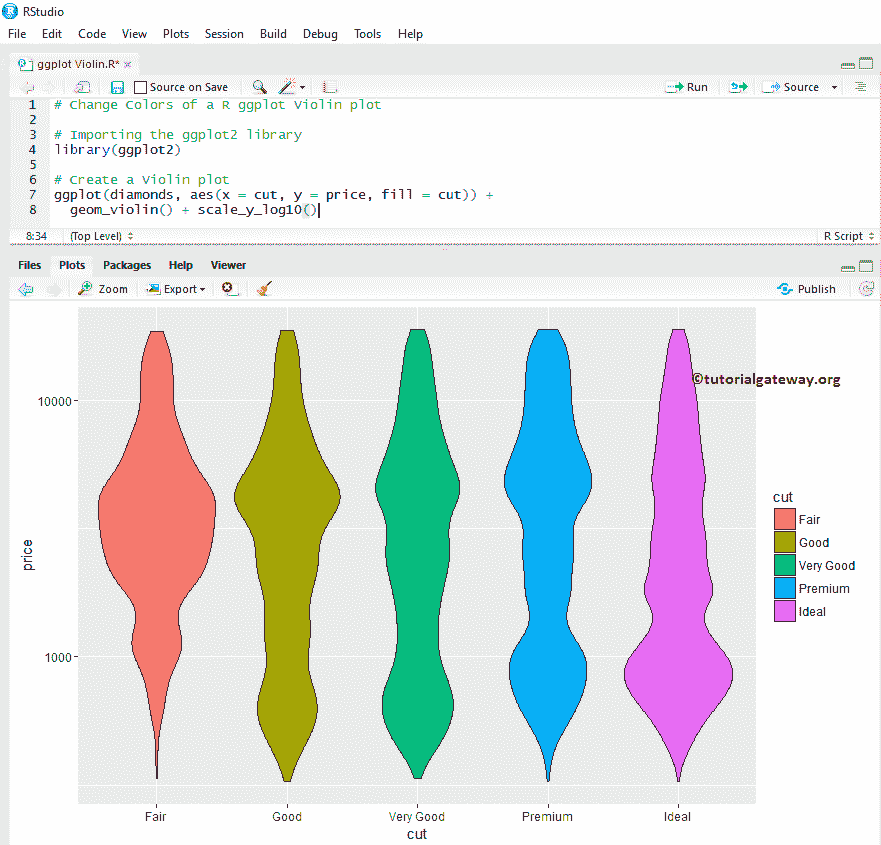 RStudio
File Edit Code View Plots Session Build Debug Tools Help
ggplot Violin.R* ×
Source on Save Run Source
1 # Change Colors of a R ggplot Violin plot
2
3 # Importing the ggplot2 library
4 library(ggplot2)
5
6 # Create a Violin plot
7 ggplot(diamonds, aes(x = cut, y = price, fill = cut)) +
8 geom_violin() + scale_y_log10()
8:34 (Top Level) R Script
Files Plots Packages Help Viewer
Zoom Export Publish
©tutorialgateway.org
10000
1000
price
Fair Good Very Good Premium Ideal
cut
cut
Fair
Good
Very Good
Premium
Ideal